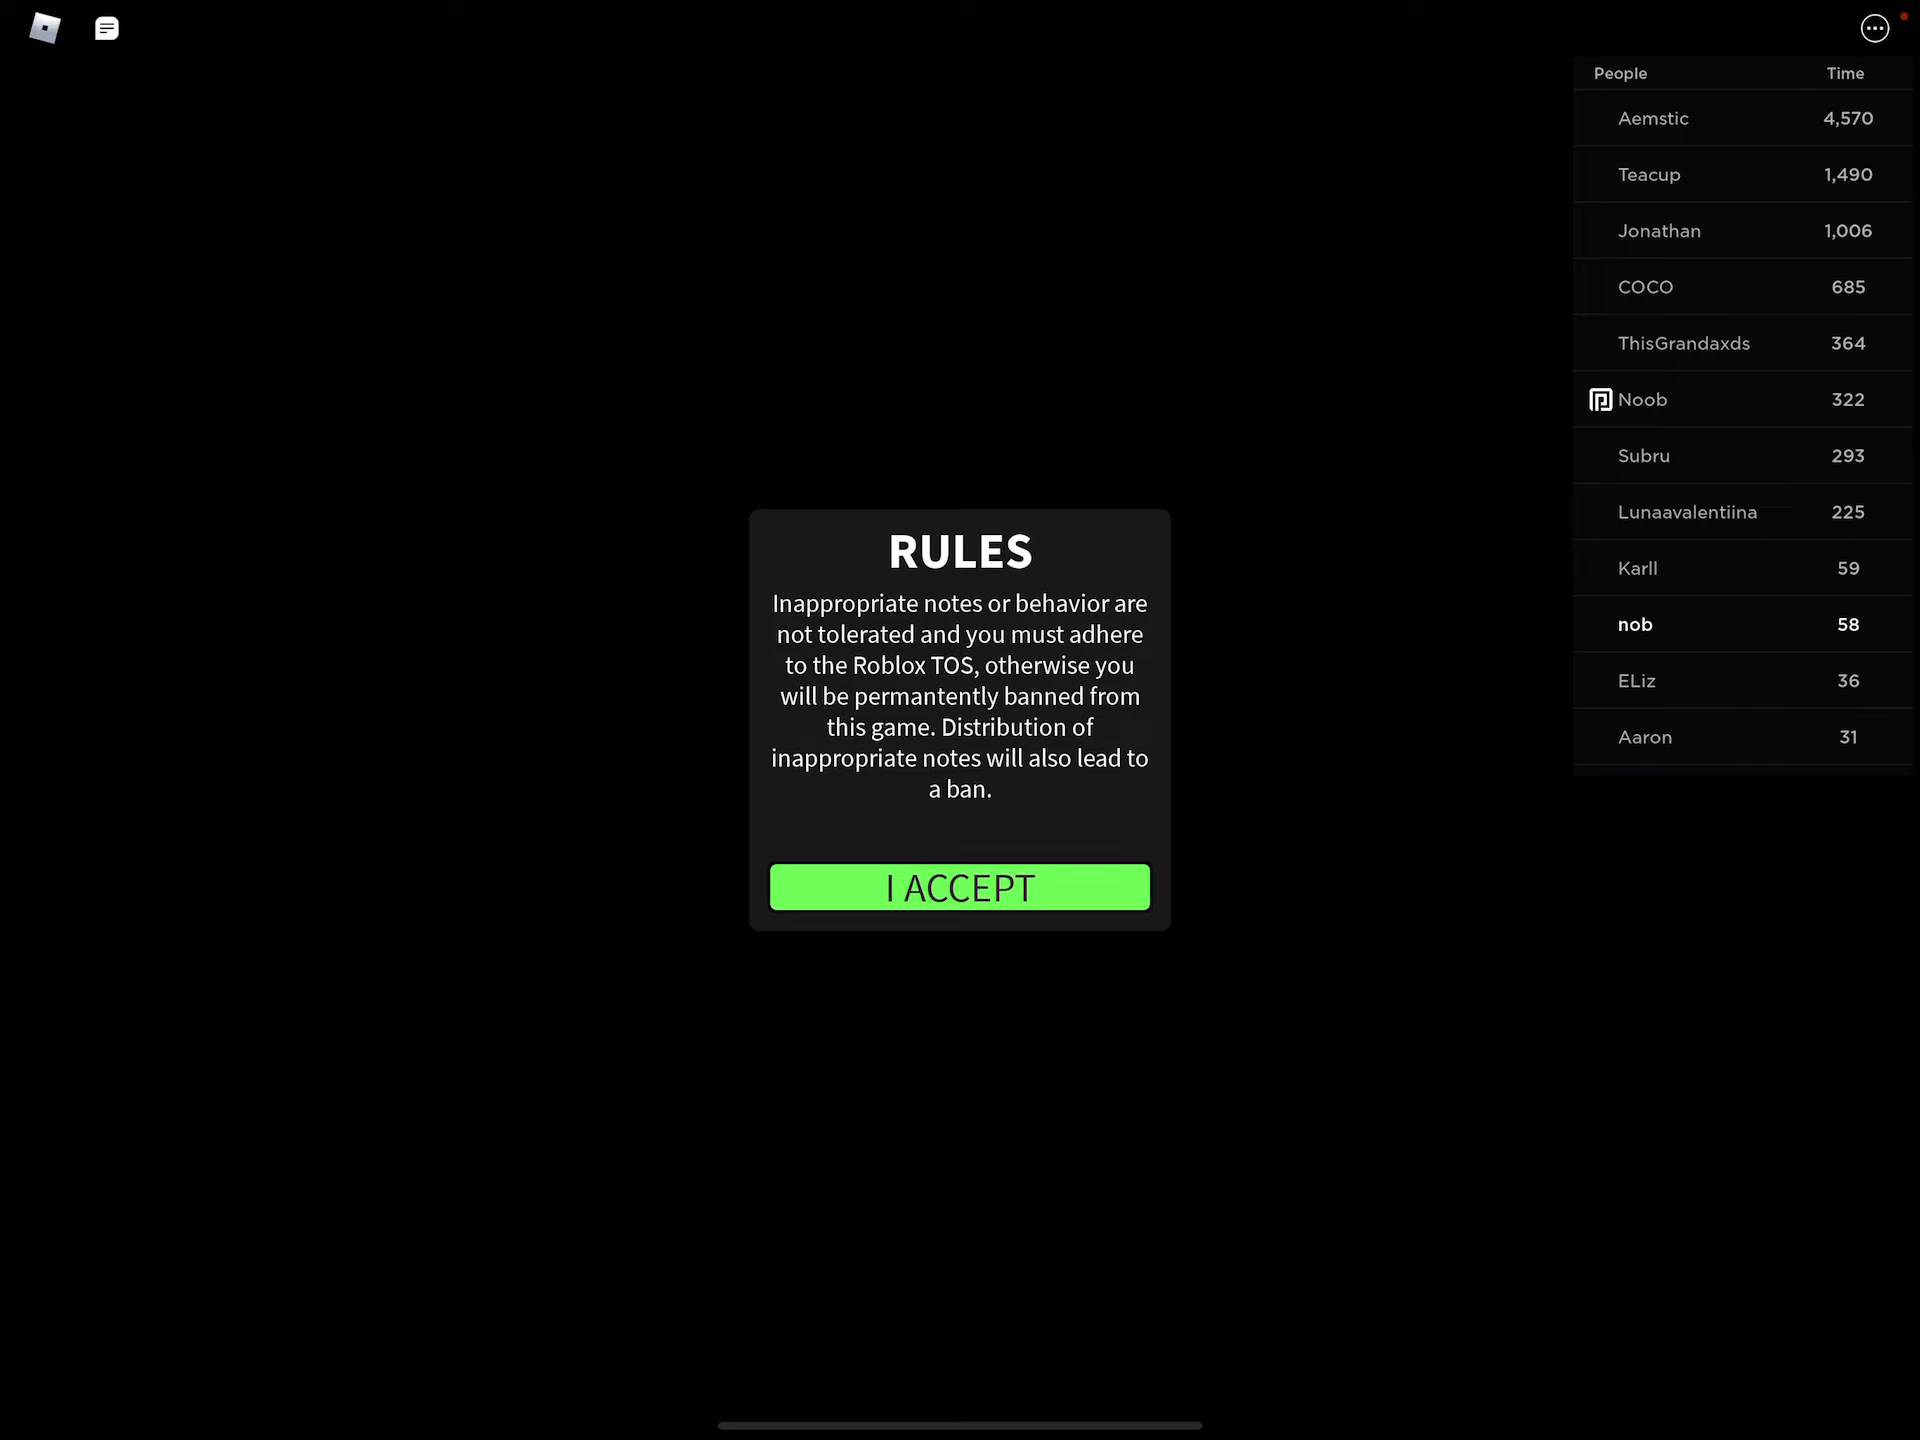 People Time
Aemstic 4,570
Teacup 1,490
Jonathan 1,006
COCO 685
ThisGrandaxds 364
Noob 322
Subru 293
Lunaavalentiina 225
Karll 59
nob 58
ELiz 36
Aaron 31
RULES
Inappropriate notes or behavior are
not tolerated and you must adhere
to the Roblox TOS, otherwise you
will be permantently banned from
this game. Distribution of
inappropriate notes will also lead to
a ban.
I ACCEPT